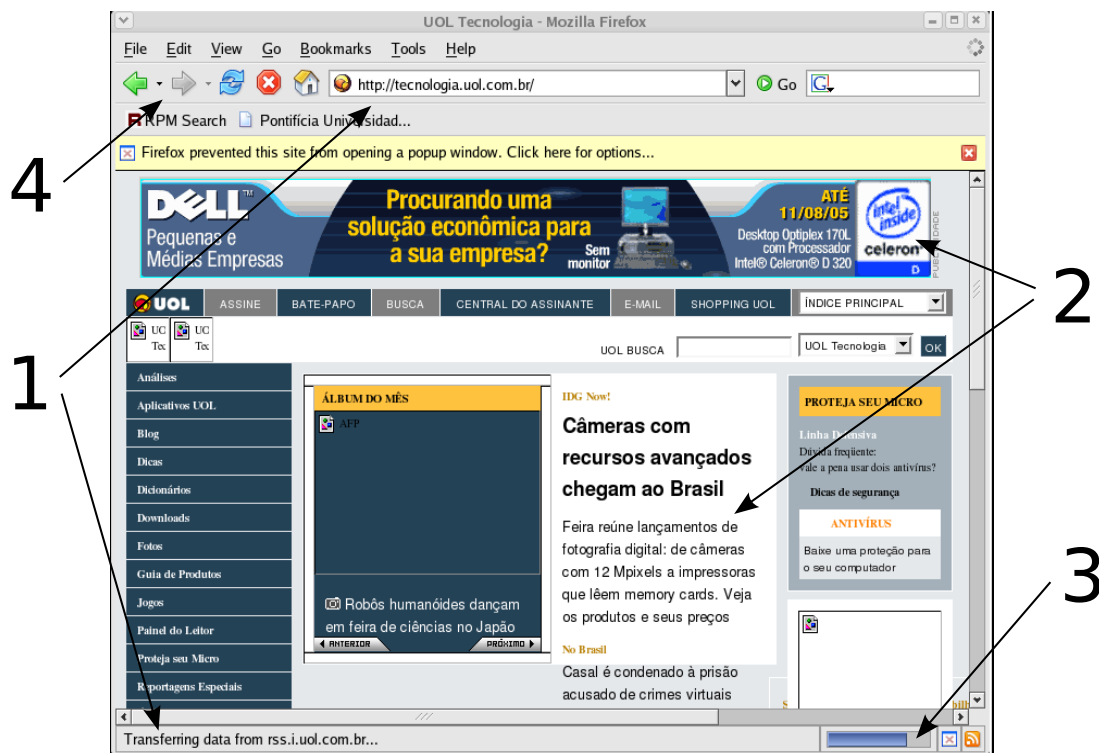 UOL Tecnologia - Mozilla Firefox
File Edit View Go Bookmarks Tools Help
http://tecnologia.uol.com.br/ Go G
4
RPM Search Pontifícia Universidad...
Firefox prevented this site from opening a popup window. Click here for options...
DELL™
Pequenas e
Médias Empresas
Procurando uma
solução econômica para
a sua empresa?
Sem
monitor
ATÉ
11/08/05
Desktop Optiplex 170L
com Processador
Intel® Celeron® D 320
intel
inside
celeron
D
PUBLICIDADE
2
UOL ASSINE BATE-PAPO BUSCA CENTRAL DO ASSINANTE E-MAIL SHOPPING UOL ÍNDICE PRINCIPAL
UC UC
Tec Tec
UOL BUSCA UOL Tecnologia OK
1
Análises
Aplicativos UOL
Blog
Dicas
Dicionários
Downloads
Fotos
Guia de Produtos
Jogos
Painel do Leitor
Proteja seu Micro
Reportagens Especiais
ÁLBUM DO MÊS
AFP
Robôs humanóides dançam
em feira de ciências no Japão
ANTERIOR PRÓXIMO
IDG Now!
Câmeras com
recursos avançados
chegam ao Brasil
Feira reúne lançamentos de
fotografia digital: de câmeras
com 12 Mpixels a impressoras
que lêem memory cards. Veja
os produtos e seus preços
No Brasil
Casal é condenado à prisão
acusado de crimes virtuais
PROTEJA SEU MICRO
Linha Defensiva
Dúvida freqüente:
vale a pena usar dois antivírus?
Dicas de segurança
ANTIVÍRUS
Baixe uma proteção para
o seu computador
3
Transferring data from rss.i.uol.com.br...